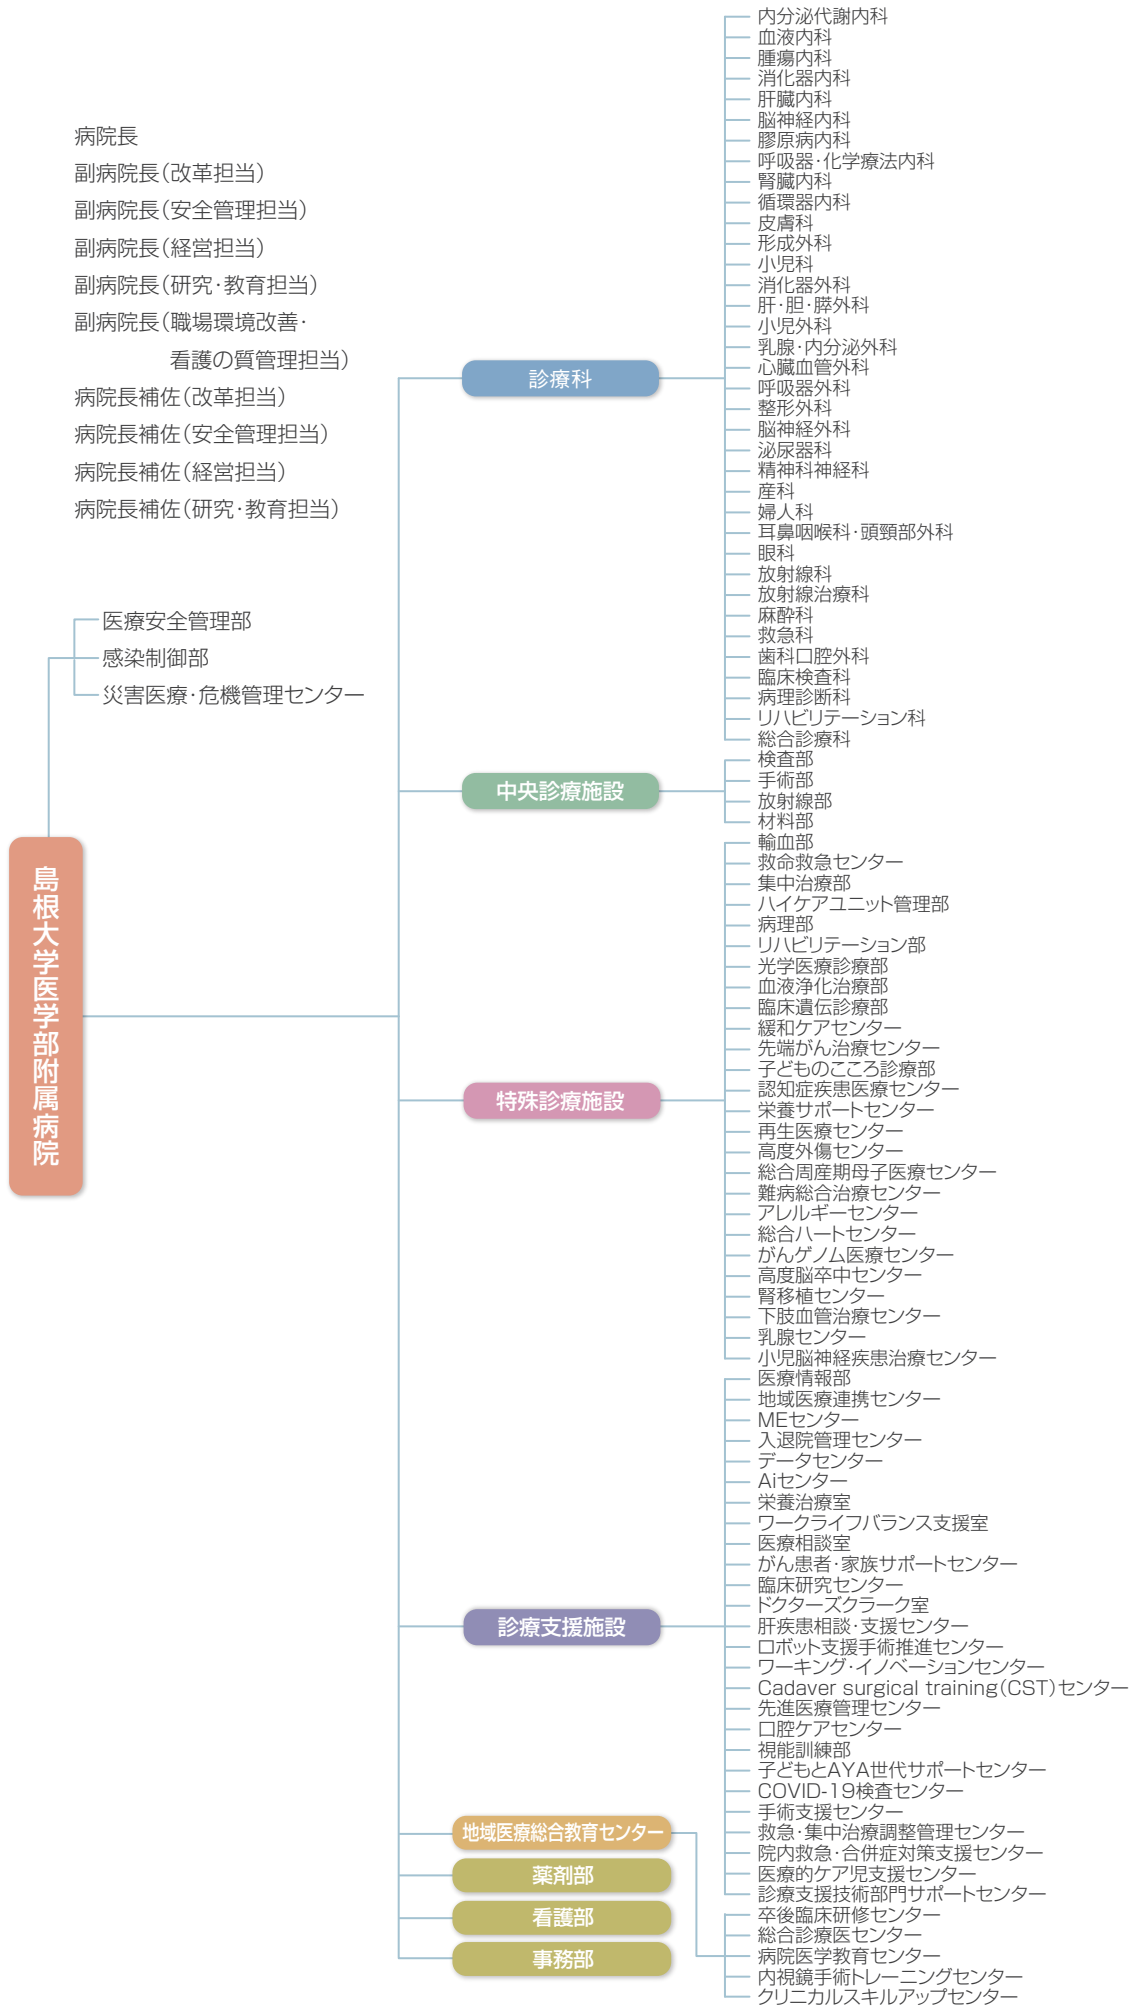 病院長
副病院長(改革担当)
副病院長(安全管理担当)
副病院長(経営担当)
副病院長(研究・教育担当)
副病院長(職場環境改善・
看護の質管理担当)
病院長補佐(改革担当)
病院長補佐(安全管理担当)
病院長補佐(経営担当)
病院長補佐(研究・教育担当)
医療安全管理部
感染制御部
災害医療・危機管理センター
島根大学医学部附属病院
診療科
内分泌代謝内科
血液内科
腫瘍内科
消化器内科
肝臓内科
脳神経内科
膠原病内科
呼吸器・化学療法内科
腎臓内科
循環器内科
皮膚科
形成外科
小児科
消化器外科
肝・胆・膵外科
小児外科
乳腺・内分泌外科
心臓血管外科
呼吸器外科
整形外科
脳神経外科
泌尿器科
精神科神経科
産科
婦人科
耳鼻咽喉科・頭頸部外科
眼科
放射線科
放射線治療科
麻酔科
救急科
歯科口腔外科
臨床検査科
病理診断科
リハビリテーション科
総合診療科
中央診療施設
検査部
手術部
放射線部
材料部
特殊診療施設
輸血部
救命救急センター
集中治療部
ハイケアユニット管理部
病理部
リハビリテーション部
光学医療診療部
血液浄化治療部
臨床遺伝診療部
緩和ケアセンター
先端がん治療センター
子どものこころ診療部
認知症疾患医療センター
栄養サポートセンター
再生医療センター
高度外傷センター
総合周産期母子医療センター
難病総合治療センター
アレルギーセンター
総合ハートセンター
がんゲノム医療センター
高度脳卒中センター
腎移植センター
下肢血管治療センター
乳腺センター
小児脳神経疾患治療センター
診療支援施設
医療情報部
地域医療連携センター
MEセンター
入退院管理センター
データセンター
Aiセンター
栄養治療室
ワークライフバランス支援室
医療相談室
がん患者・家族サポートセンター
臨床研究センター
ドクターズクラーク室
肝疾患相談・支援センター
ロボット支援手術推進センター
ワーキング・イノベーションセンター
Cadaver surgical training(CST)センター
先進医療管理センター
口腔ケアセンター
視能訓練部
子どもとAYA世代サポートセンター
COVID-19検査センター
手術支援センター
救急・集中治療調整管理センター
院内救急・合併症対策支援センター
医療的ケア児支援センター
診療支援技術部門サポートセンター
地域医療総合教育センター
卒後臨床研修センター
総合診療医センター
病院医学教育センター
内視鏡手術トレーニングセンター
クリニカルスキルアップセンター
薬剤部
看護部
事務部